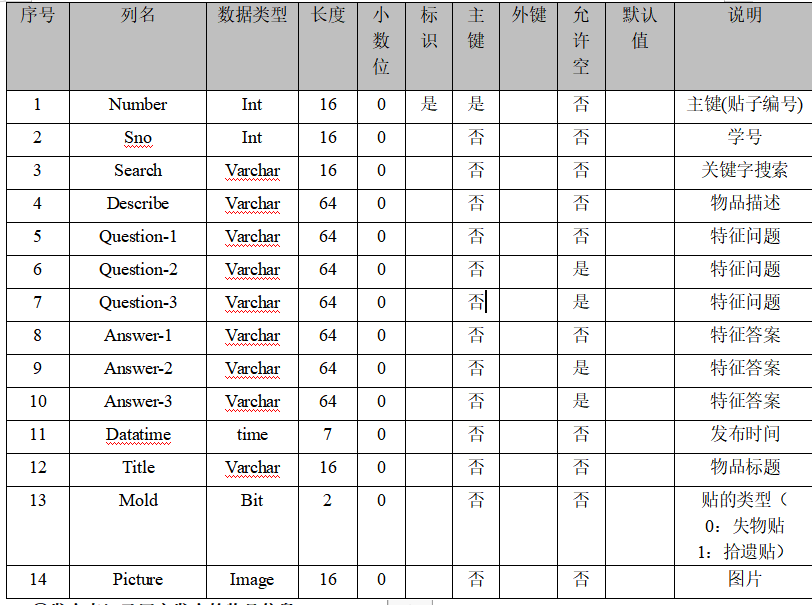 序号 列名 数据类型 长度 小数位 标识 主键 外键 允许空 默认值 说明
1 Number Int 16 0 是 是 否 主键(贴子编号)
2 Sno Int 16 0 否 否 学号
3 Search Varchar 16 0 否 否 关键字搜索
4 Describe Varchar 64 0 否 否 物品描述
5 Question-1 Varchar 64 0 否 否 特征问题
6 Question-2 Varchar 64 0 否 是 特征问题
7 Question-3 Varchar 64 0 否 是 特征问题
8 Answer-1 Varchar 64 0 否 否 特征答案
9 Answer-2 Varchar 64 0 否 是 特征答案
10 Answer-3 Varchar 64 0 否 是 特征答案
11 Datatime time 7 0 否 否 发布时间
12 Title Varchar 16 0 否 否 物品标题
13 Mold Bit 2 0 否 否 贴的类型（
0：失物贴
1：拾遗贴）
14 Picture Image 16 0 否 否 图片